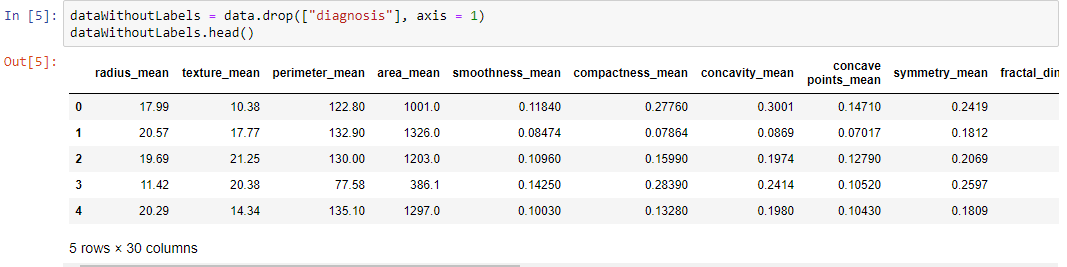 In [5]: dataWithoutLabels = data.drop(["diagnosis"], axis = 1)
dataWithoutLabels.head()
Out[5]:
radius_mean texture_mean perimeter_mean area_mean smoothness_mean compactness_mean concavity_mean concave points_mean symmetry_mean fractal_din
0 17.99 10.38 122.80 1001.0 0.11840 0.27760 0.3001 0.14710 0.2419
1 20.57 17.77 132.90 1326.0 0.08474 0.07864 0.0869 0.07017 0.1812
2 19.69 21.25 130.00 1203.0 0.10960 0.15990 0.1974 0.12790 0.2069
3 11.42 20.38 77.58 386.1 0.14250 0.28390 0.2414 0.10520 0.2597
4 20.29 14.34 135.10 1297.0 0.10030 0.13280 0.1980 0.10430 0.1809
5 rows × 30 columns